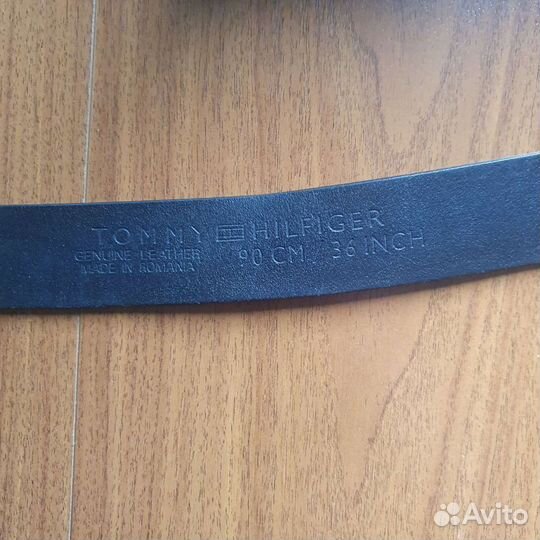 TOMMY HILFIGER
GENUINE LEATHER
MADE IN ROMANIA
90 CM / 36 INCH
Avito